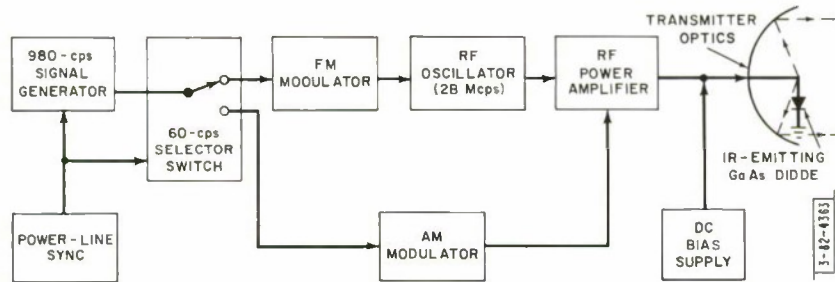 980-cps
SIGNAL
GENERATOR
60-cps
SELECTOR
SWITCH
FM
MODULATOR
RF
OSCILLATOR
(28 Mcps)
RF
POWER
AMPLIFIER
TRANSMITTER
OPTICS
IR-EMITTING
GaAs DIODE
POWER-LINE
SYNC
AM
MODULATOR
DC
BIAS
SUPPLY
3-82-4363